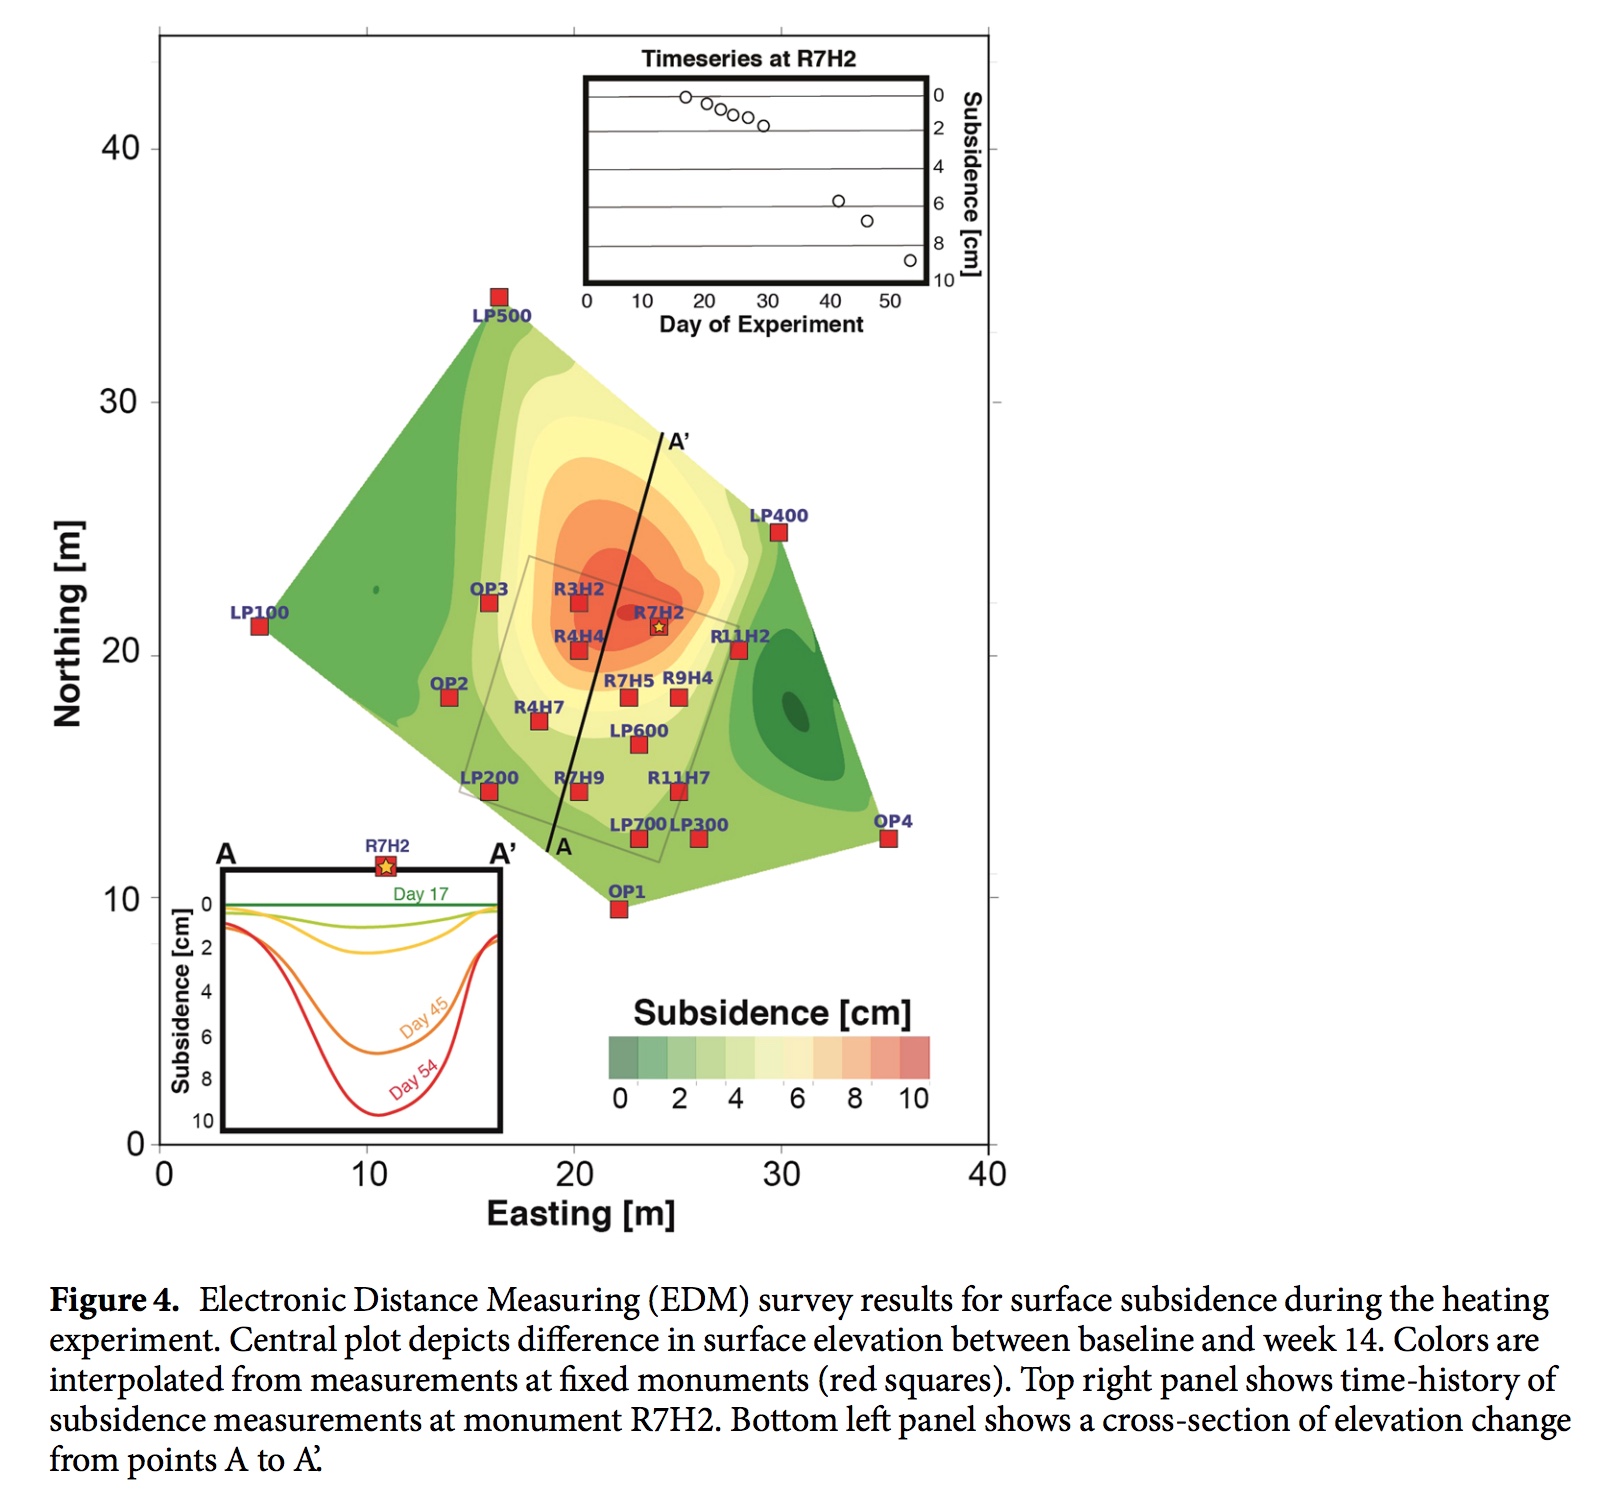 Timeseries at R7H2
0
2
4
6
8
10
Subsidence [cm]
0 10 20 30 40 50
Day of Experiment
40
30
20
10
0
Northing [m]
LP500
A’
LP400
OP3
R3H2
LP100
R7H2
R4H4
R11H2
OP2
R7H5
R9H4
R4H7
LP600
LP200
R7H9
R11H7
LP700
LP300
OP4
A
OP1
A
R7H2
A’
Day 17
Day 45
Day 54
0
2
4
6
8
10
Subsidence [cm]
Subsidence [cm]
0 2 4 6 8 10
0 10 20 30 40
Easting [m]
Figure 4. Electronic Distance Measuring (EDM) survey results for surface subsidence during the heating
experiment. Central plot depicts difference in surface elevation between baseline and week 14. Colors are
interpolated from measurements at fixed monuments (red squares). Top right panel shows time-history of
subsidence measurements at monument R7H2. Bottom left panel shows a cross-section of elevation change
from points A to A’.